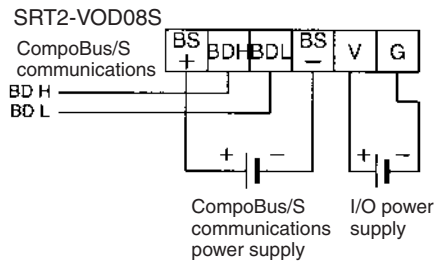 SRT2-VOD08S
CompoBus/S
communications
BS
+
BDH
BDL
BS
−
V
G
BD H
BD L
+ −
+ −
CompoBus/S
communications
power supply
I/O power
supply